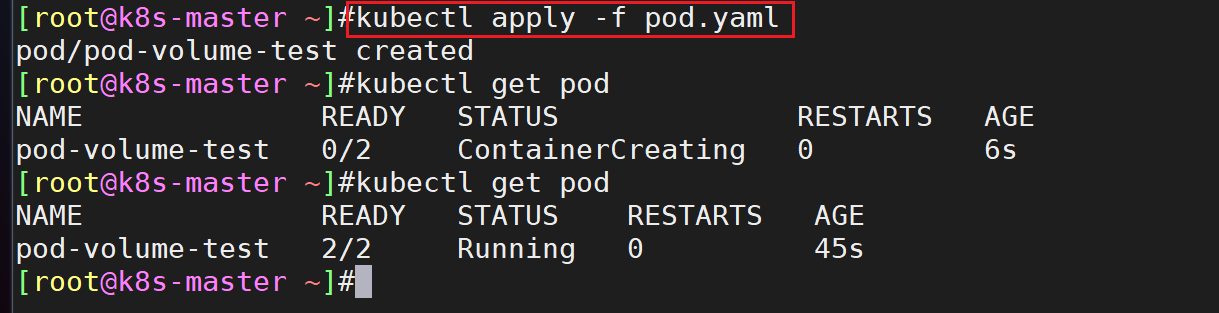 [root@k8s-master ~]#kubectl apply -f pod.yaml
pod/pod-volume-test created
[root@k8s-master ~]#kubectl get pod
NAME              READY   STATUS              RESTARTS   AGE
pod-volume-test   0/2     ContainerCreating   0          6s
[root@k8s-master ~]#kubectl get pod
NAME              READY   STATUS    RESTARTS   AGE
pod-volume-test   2/2     Running   0          45s
[root@k8s-master ~]#